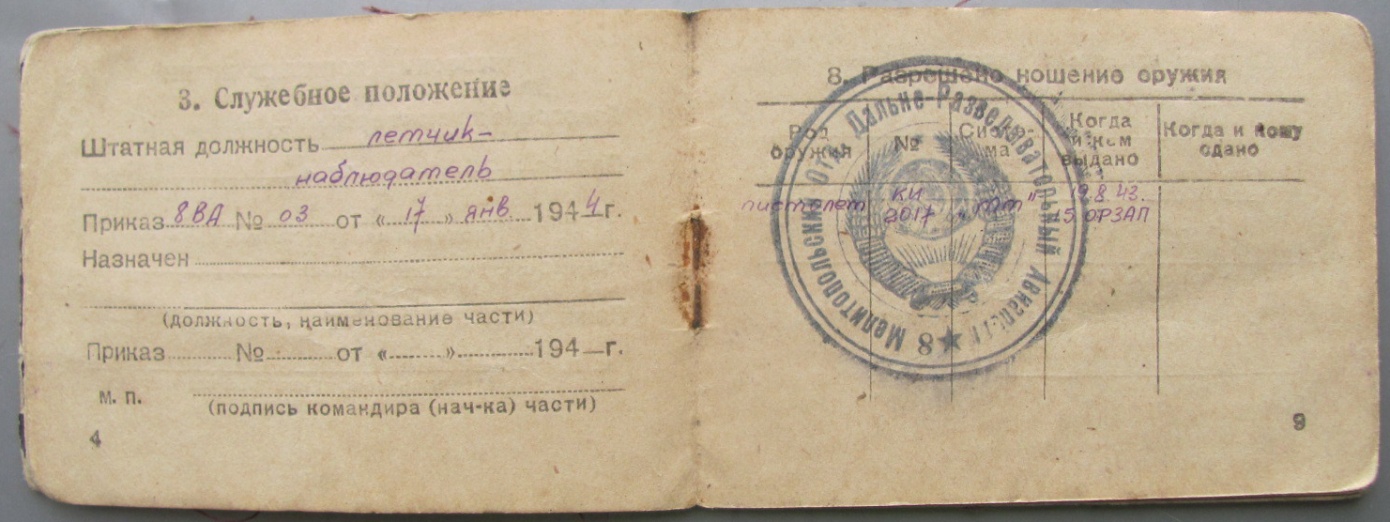 3. Служебное положение
Штатная должность летчик-
наблюдатель
Приказ 8ВА № 03 от « 17 » янв. 1944 г.
Назначен
(должность, наименование части)
Приказ № от « » 194 г.
м. п.
(подпись командира (нач-ка) части)
4
8. Разрешено ношение оружия
Род оружия № Систе-ма Когда и кем выдано Когда и кому сдано
пистолет КИ 2017 „ТТ" 19.8.43. 15 ОРЗАП
8 Мелитопольский отд. Дальне-Разведывательный Авиаполк
9